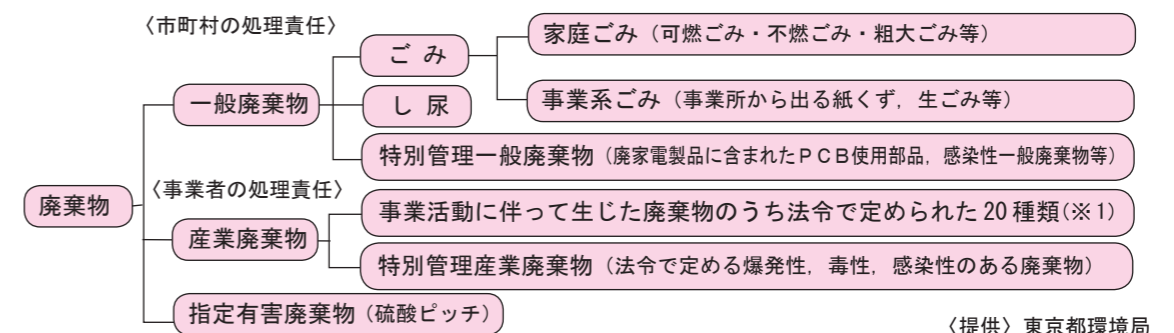 〈市町村の処理責任〉
家庭ごみ（可燃ごみ・不燃ごみ・粗大ごみ等）
ごみ
事業系ごみ（事業所から出る紙くず，生ごみ等）
一般廃棄物
し尿
特別管理一般廃棄物（廃家電製品に含まれたＰＣＢ使用部品，感染性一般廃棄物等）
〈事業者の処理責任〉
廃棄物
事業活動に伴って生じた廃棄物のうち法令で定められた20種類(※1)
産業廃棄物
特別管理産業廃棄物（法令で定める爆発性，毒性，感染性のある廃棄物）
指定有害廃棄物（硫酸ピッチ）
〈提供〉東京都環境局